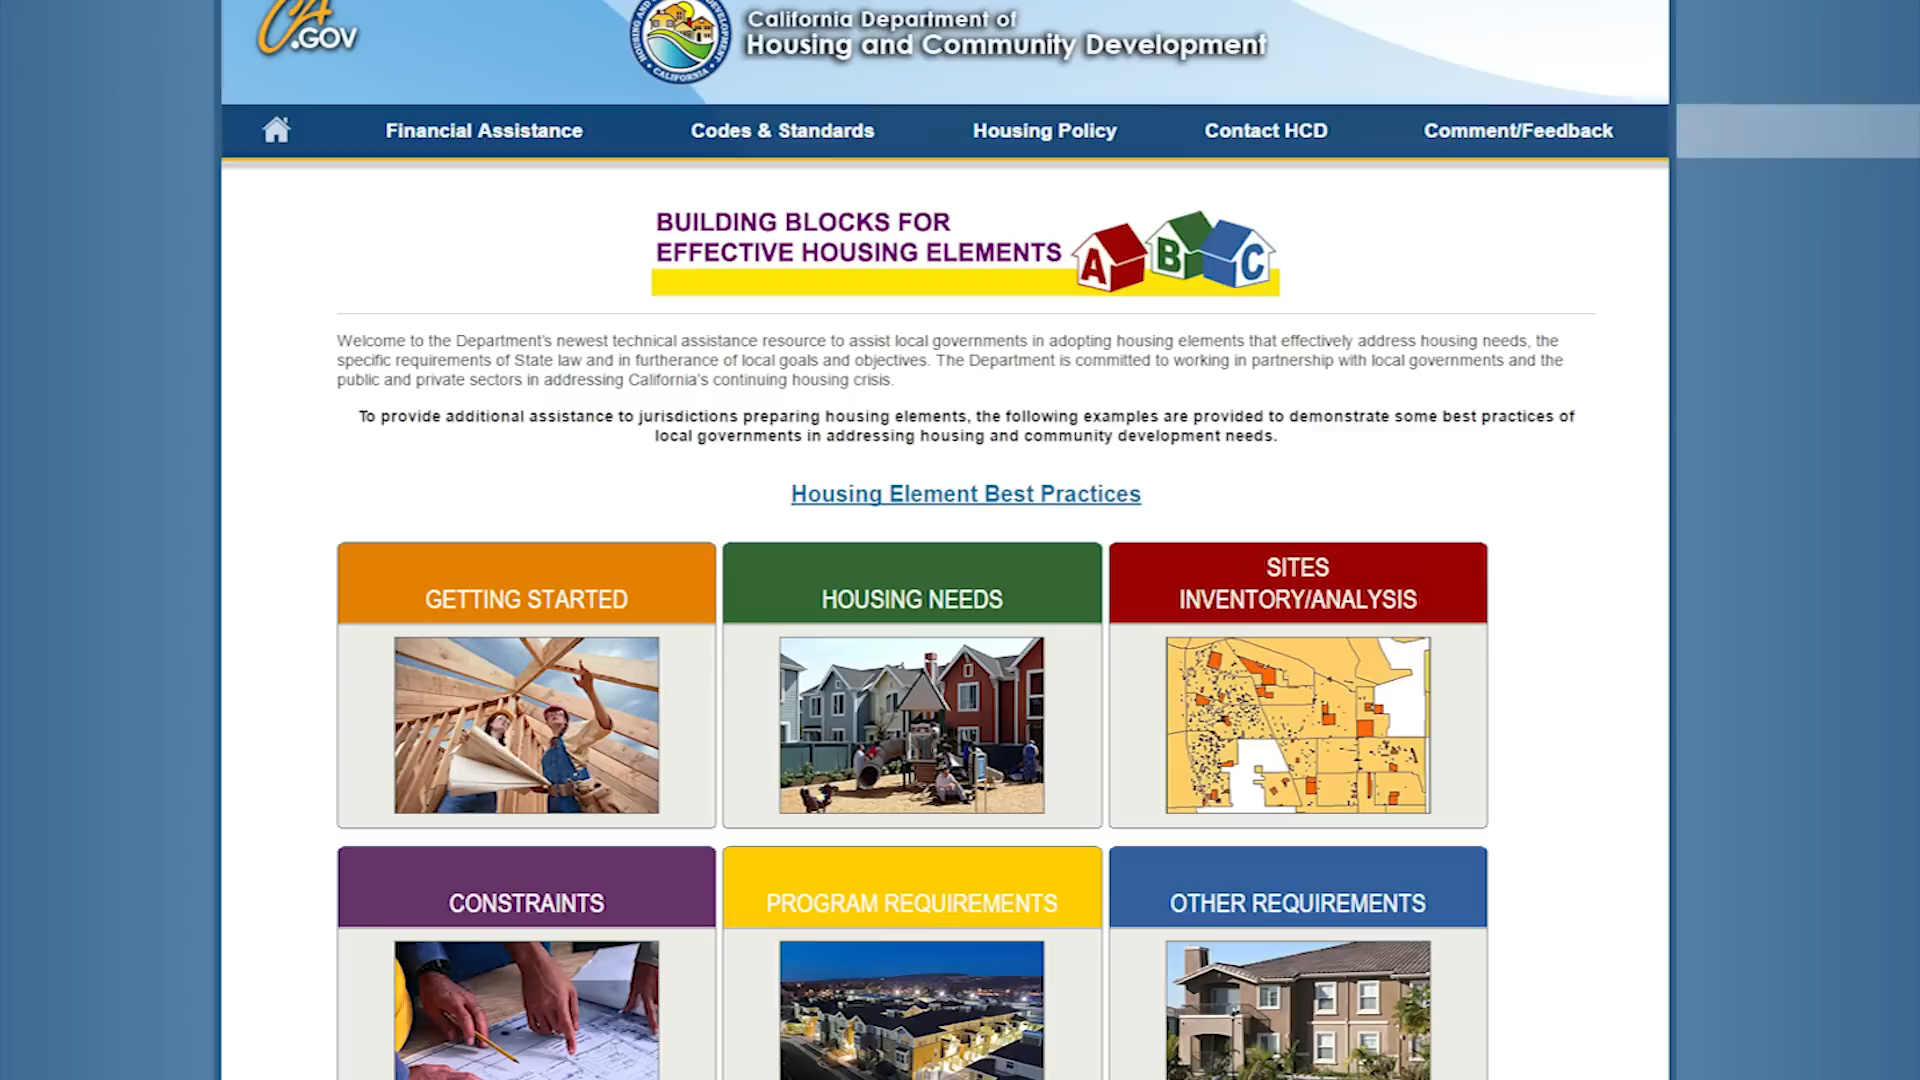 CA
.GOV
HOUSING AND COMMUNITY DEVELOPMENT
CALIFORNIA
California Department of
Housing and Community Development
Financial Assistance
Codes & Standards
Housing Policy
Contact HCD
Comment/Feedback
BUILDING BLOCKS FOR
EFFECTIVE HOUSING ELEMENTS
A B C
Welcome to the Department's newest technical assistance resource to assist local governments in adopting housing elements that effectively address housing needs, the
specific requirements of State law and in furtherance of local goals and objectives. The Department is committed to working in partnership with local governments and the
public and private sectors in addressing California's continuing housing crisis.
To provide additional assistance to jurisdictions preparing housing elements, the following examples are provided to demonstrate some best practices of
local governments in addressing housing and community development needs.
Housing Element Best Practices
GETTING STARTED
HOUSING NEEDS
SITES
INVENTORY/ANALYSIS
CONSTRAINTS
PROGRAM REQUIREMENTS
OTHER REQUIREMENTS